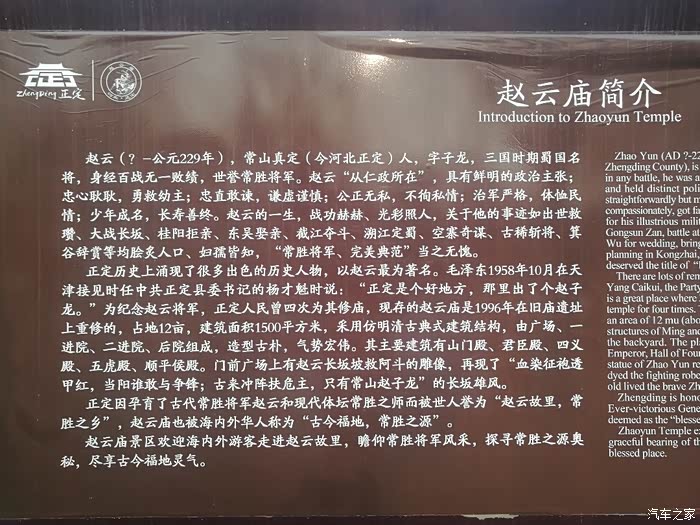 Zhengding 正定
赵云庙简介
Introduction to Zhaoyun Temple
赵云（？-公元229年），常山真定（今河北正定）人，字子龙，三国时期蜀国名
将，身经百战无一败绩，世誉常胜将军。赵云“从仁政所在”，具有鲜明的政治主张；
忠心耿耿，勇救幼主；忠直敢谏，谦虚谨慎；公正无私，不拘私情；治军严格，体恤民
情；少年成名，长寿善终。赵云的一生，战功赫赫、光彩照人，关于他的事迹如出世救
瓒、大战长坂、桂阳拒亲、东吴娶亲、截江夺斗、溯江定蜀、空寨奇谋、古稀斩将、箕
谷辞赏等均脍炙人口、妇孺皆知，“常胜将军、完美典范”当之无愧。
正定历史上涌现了很多出色的历史人物，以赵云最为著名。毛泽东1958年10月在天
津接见时任中共正定县委书记的杨才魁时说：“正定是个好地方，那里出了个赵子
龙。”为纪念赵云将军，正定人民曾四次为其修庙，现存的赵云庙是1996年在旧庙遗址
上重修的，占地12亩，建筑面积1500平方米，采用仿明清古典式建筑结构，由广场、一
进院、二进院、后院组成，造型古朴，气势宏伟。其主要建筑有山门殿、君臣殿、四义
殿、五虎殿、顺平侯殿。门前广场上有赵云长坂坡救阿斗的雕像，再现了“血染征袍透
甲红，当阳谁敢与争锋；古来冲阵扶危主，只有常山赵子龙”的长坂雄风。
正定因孕育了古代常胜将军赵云和现代体坛常胜之师而被世人誉为“赵云故里，常
胜之乡”，赵云庙也被海内外华人称为“古今福地，常胜之源”。
赵云庙景区欢迎海内外游客走进赵云故里，瞻仰常胜将军风采，探寻常胜之源奥
秘，尽享古今福地灵气。
Zhao Yun (AD ?-22
Zhengding County), is
in any battle, he was a
and held distinct poli
straightforwardly but m
compassionately, got fa
for his illustrious milit
Gongsun Zan, battle at
Wu for wedding, bring
planning in Kongzhai,
deserved the title of “E
There are lots of ren
Yang Caikui, the Party
is a great place where
temple for four times. T
an area of 12 mu (abo
structures of Ming and
the backyard. The pla
Emperor, Hall of Four
statue of Zhao Yun re
dyed the fighting robe
old lived the brave Zh
Zhengding is hono
Ever-victorious Gene
deemed as the “blesse
Zhaoyun Temple ex
graceful bearing of th
blessed place.
汽车之家